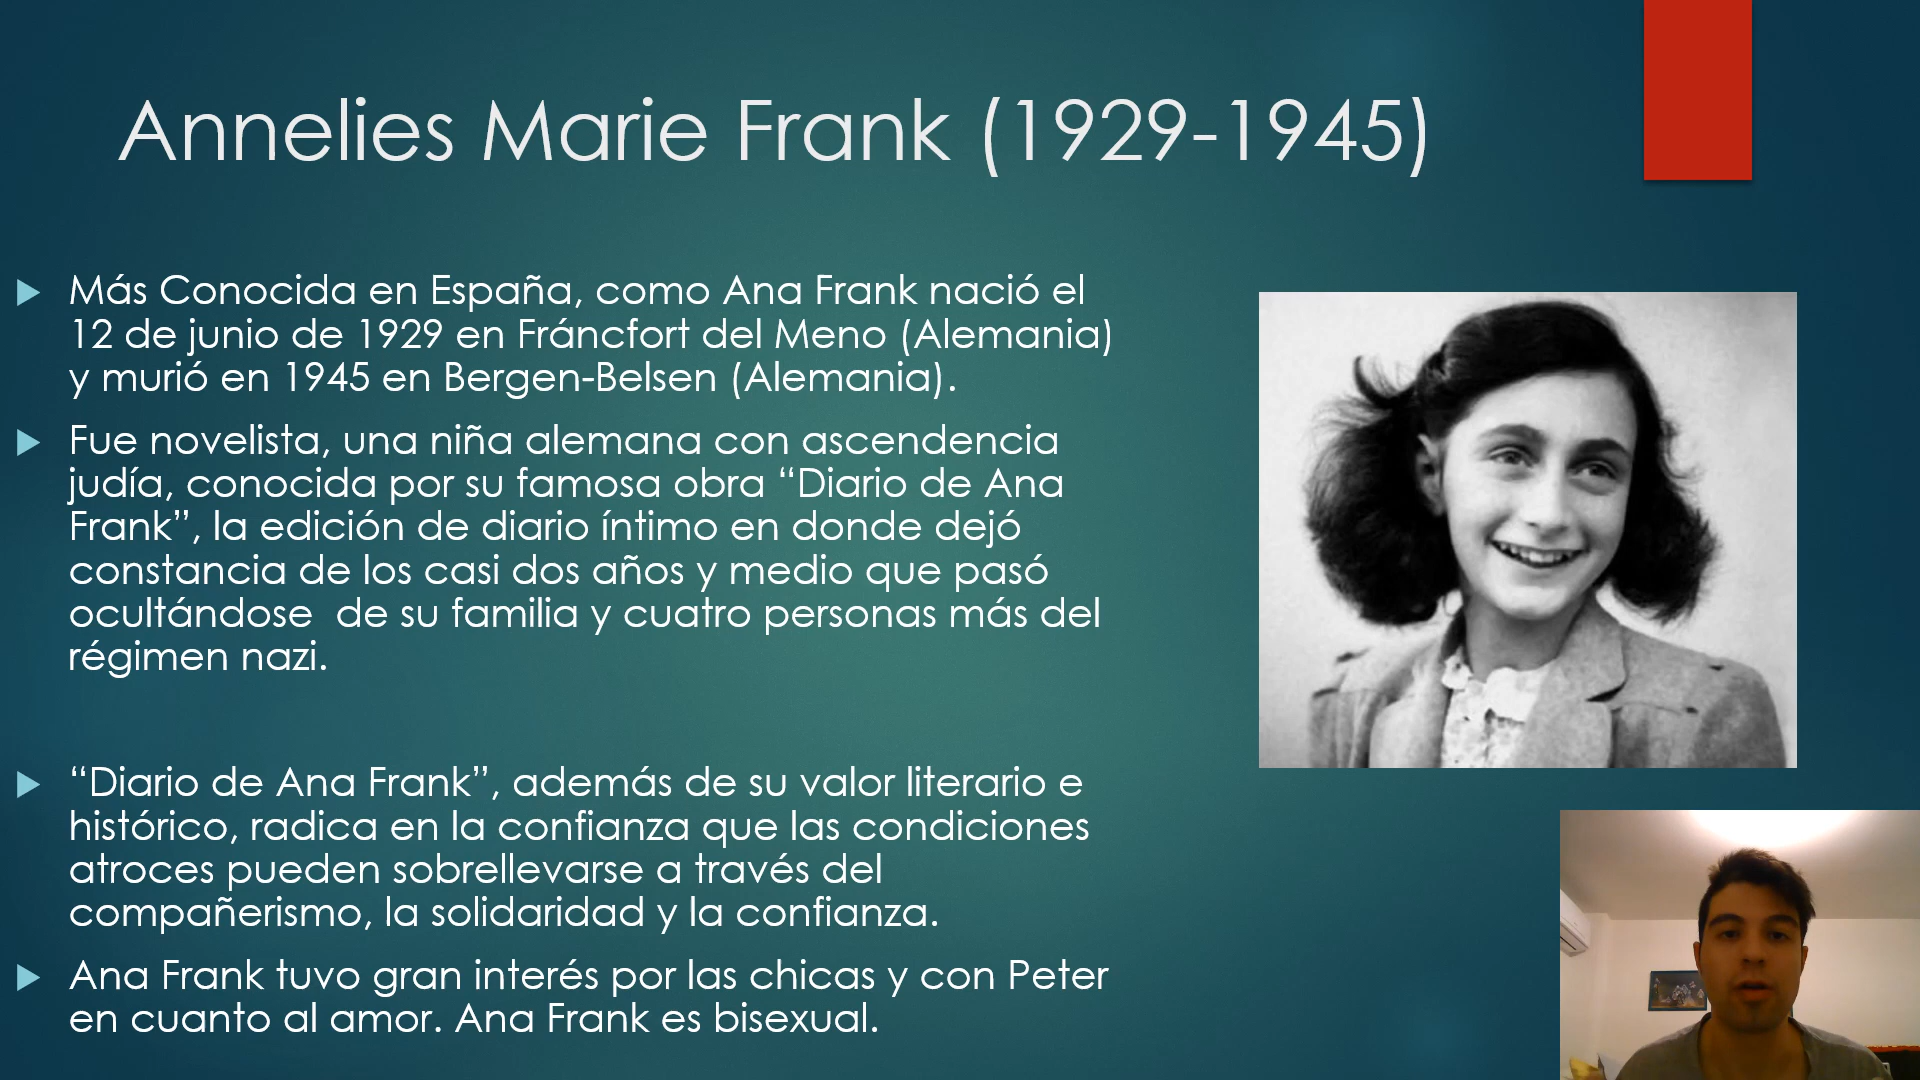 Annelies Marie Frank (1929-1945)
Más Conocida en España, como Ana Frank nació el
12 de junio de 1929 en Fráncfort del Meno (Alemania)
y murió en 1945 en Bergen-Belsen (Alemania).
Fue novelista, una niña alemana con ascendencia
judía, conocida por su famosa obra “Diario de Ana
Frank”, la edición de diario íntimo en donde dejó
constancia de los casi dos años y medio que pasó
ocultándose  de su familia y cuatro personas más del
régimen nazi.
“Diario de Ana Frank”, además de su valor literario e
histórico, radica en la confianza que las condiciones
atroces pueden sobrellevarse a través del
compañerismo, la solidaridad y la confianza.
Ana Frank tuvo gran interés por las chicas y con Peter
en cuanto al amor. Ana Frank es bisexual.